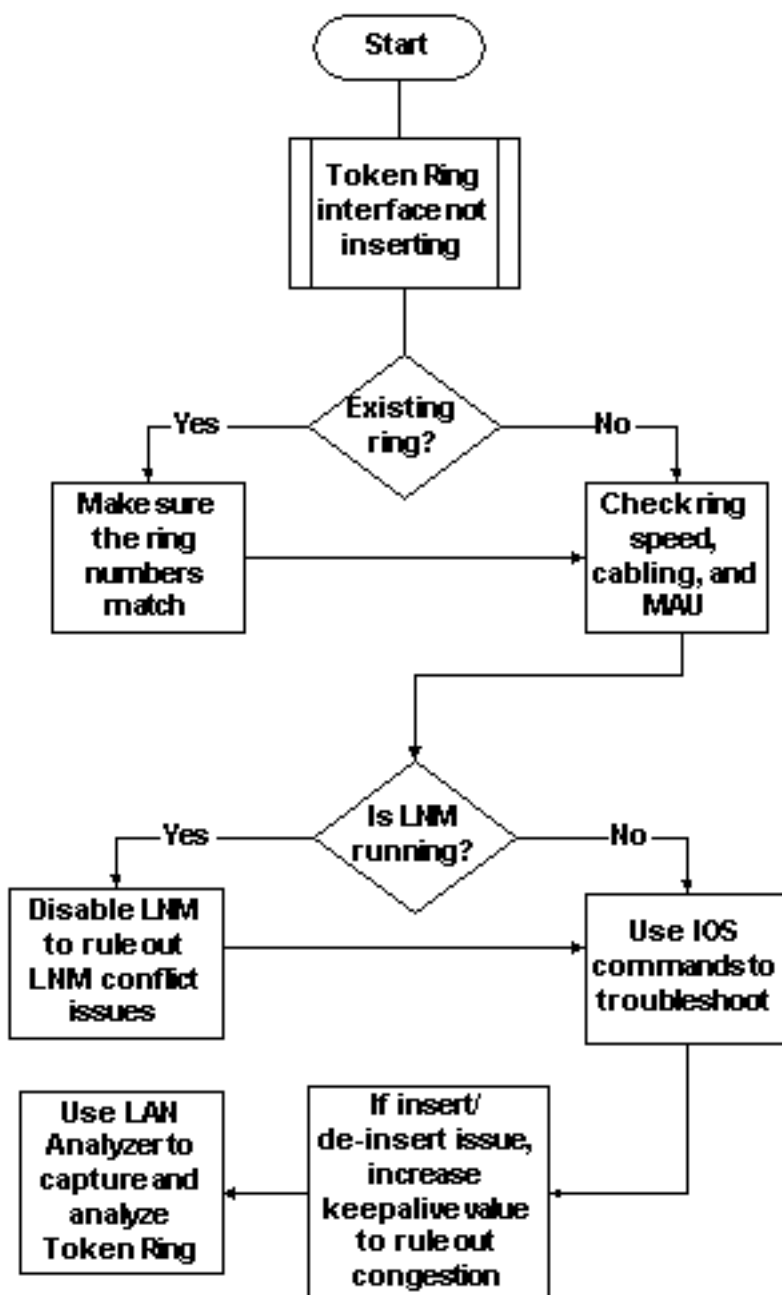 Start
Token Ring
interface not
inserting
Existing
ring?
Yes
No
Make sure
the ring
numbers
match
Check ring
speed,
cabling, and
MAU
Is LNM
running?
Yes
No
Disable LNM
to rule out
LNM conflict
issues
Use IOS
commands to
troubleshoot
If insert/
de-insert issue,
increase
keepalive value
to rule out
congestion
Use LAN
Analyzer to
capture and
analyze
Token Ring